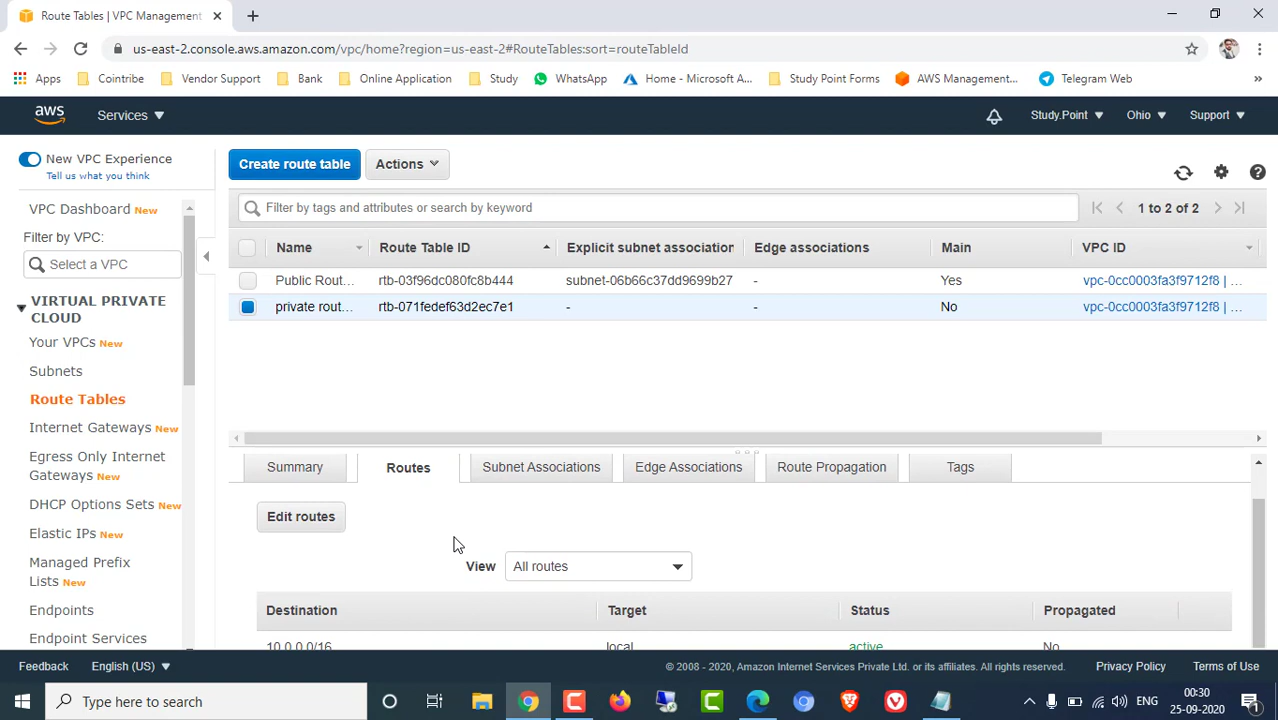 Route Tables | VPC Management
us-east-2.console.aws.amazon.com/vpc/home?region=us-east-2#RouteTables:sort=routeTableId
Apps Cointribe Vendor Support Bank Online Application Study WhatsApp Home - Microsoft A... Study Point Forms AWS Management... Telegram Web »
aws Services Study.Point Ohio Support
New VPC Experience
Tell us what you think
Create route table Actions
VPC Dashboard New
Filter by tags and attributes or search by keyword 1 to 2 of 2
Filter by VPC:
Select a VPC
Name Route Table ID Explicit subnet association Edge associations Main VPC ID
Public Rout... rtb-03f96dc080fc8b444 subnet-06b66c37dd9699b27 - Yes vpc-0cc0003fa3f9712f8 | ...
private rout... rtb-071fedef63d2ec7e1 - - No vpc-0cc0003fa3f9712f8 | ...
VIRTUAL PRIVATE
CLOUD
Your VPCs New
Subnets
Route Tables
Internet Gateways New
Egress Only Internet
Gateways New
DHCP Options Sets New
Elastic IPs New
Managed Prefix
Lists New
Endpoints
Endpoint Services
Summary Routes Subnet Associations Edge Associations Route Propagation Tags
Edit routes
View All routes
Destination Target Status Propagated
10.0.0.0/16 local active No
Feedback English (US) © 2008 - 2020, Amazon Internet Services Private Ltd. or its affiliates. All rights reserved. Privacy Policy Terms of Use
Type here to search ENG 00:30
25-09-2020 1